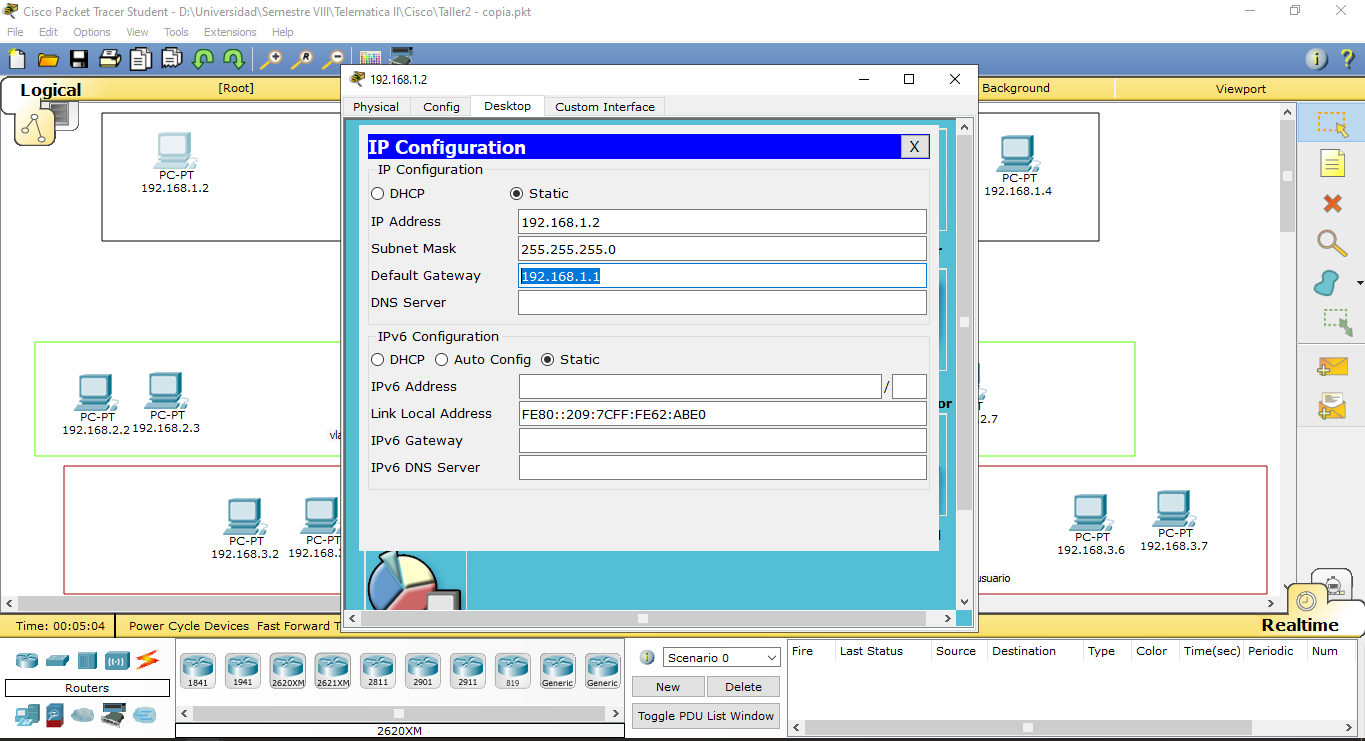 Cisco Packet Tracer Student - D:\Universidad\Semestre VIII\Telematica II\Cisco\Taller2 - copia.pkt
File Edit Options View Tools Extensions Help
192.168.1.2
Logical [Root] Background Viewport
Physical Config Desktop Custom Interface
IP Configuration X
IP Configuration
DHCP Static
IP Address 192.168.1.2
Subnet Mask 255.255.255.0
Default Gateway 192.168.1.1
DNS Server
IPv6 Configuration
DHCP Auto Config Static
IPv6 Address /
Link Local Address FE80::209:7CFF:FE62:ABE0
IPv6 Gateway
IPv6 DNS Server
PC-PT
192.168.1.2
PC-PT
192.168.1.4
PC-PT
192.168.2.2
PC-PT
192.168.2.3
PC-PT
192.168.3.2
PC-PT
PC-PT
192.168.3.6
PC-PT
192.168.3.7
Time: 00:05:04 Power Cycle Devices Fast Forward T
Realtime
Routers
1841 1941 2620XM 2621XM 2811 2901 2911 819 Generic Generic
2620XM
Scenario 0
New Delete
Toggle PDU List Window
Fire Last Status Source Destination Type Color Time(sec) Periodic Num